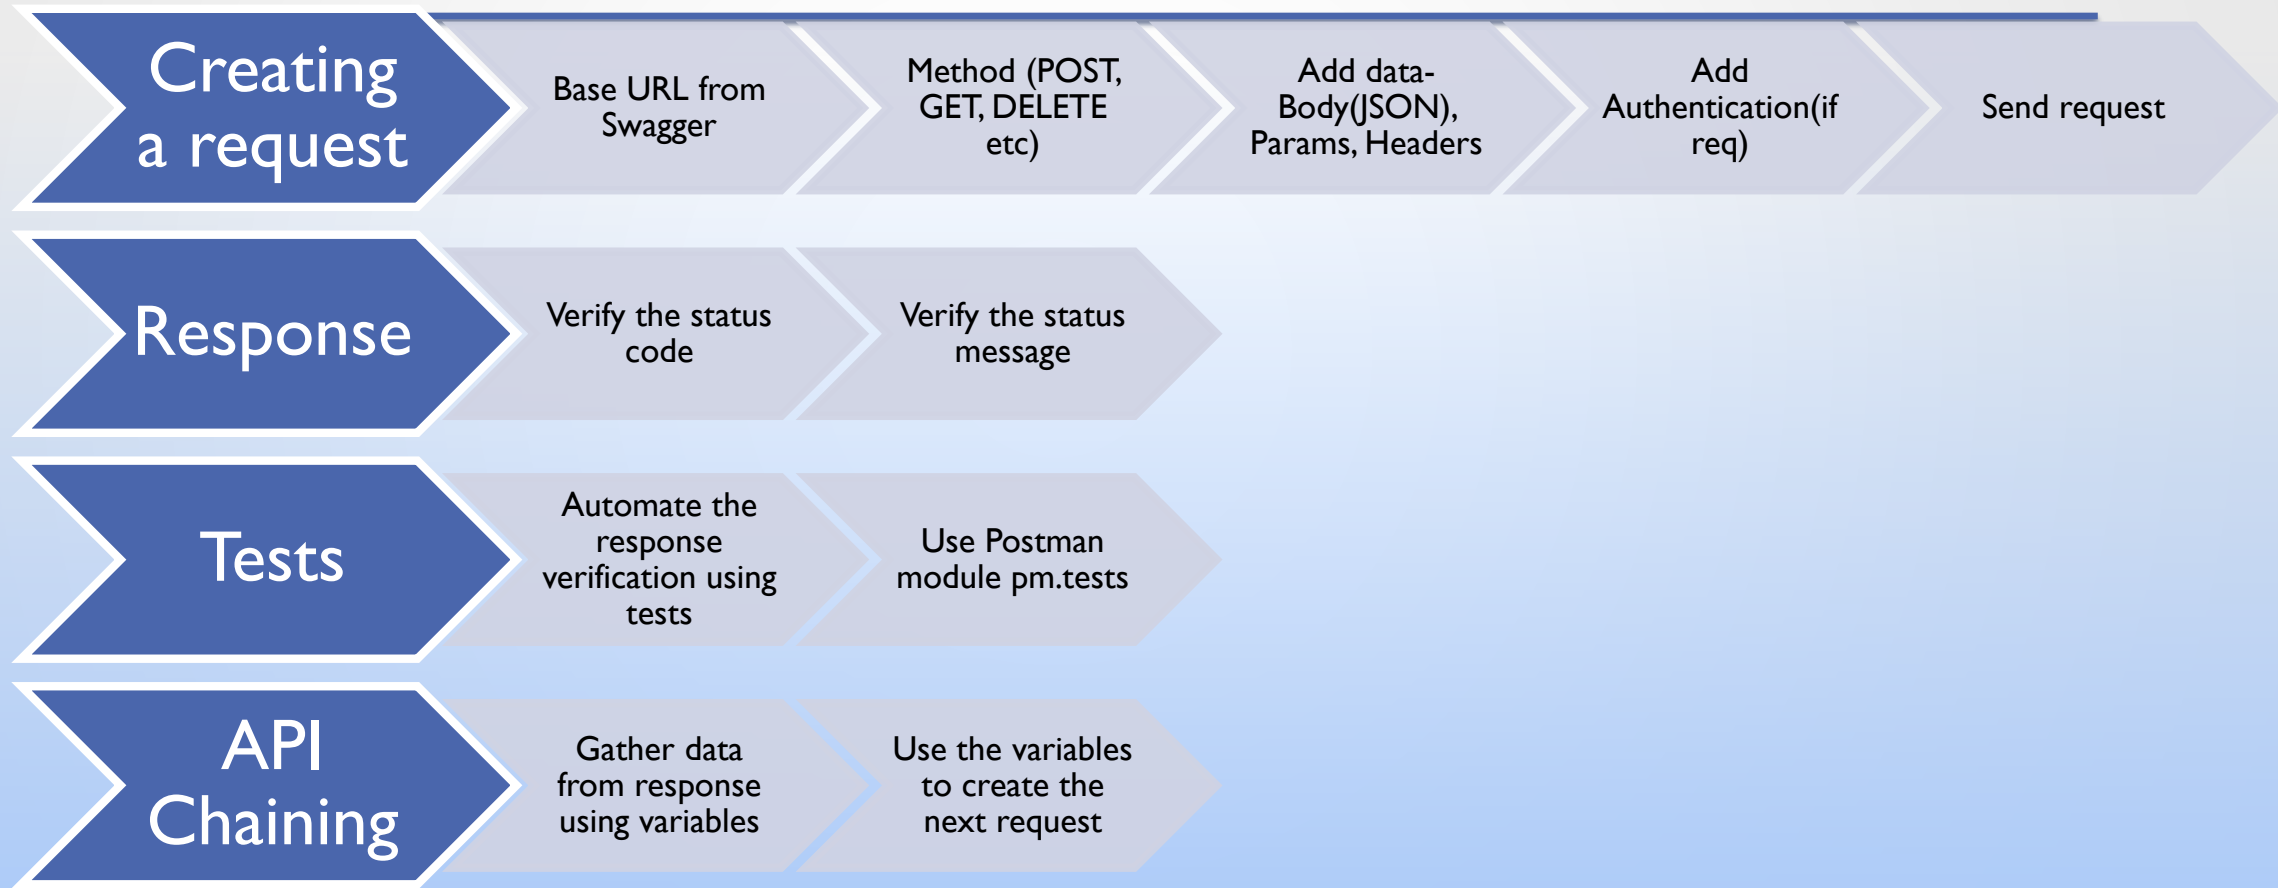 Creating
a request
Base URL from
Swagger
Method (POST,
GET, DELETE
etc)
Add data-
Body(JSON),
Params, Headers
Add
Authentication(if
req)
Send request
Response
Verify the status
code
Verify the status
message
Tests
Automate the
response
verification using
tests
Use Postman
module pm.tests
API
Chaining
Gather data
from response
using variables
Use the variables
to create the
next request